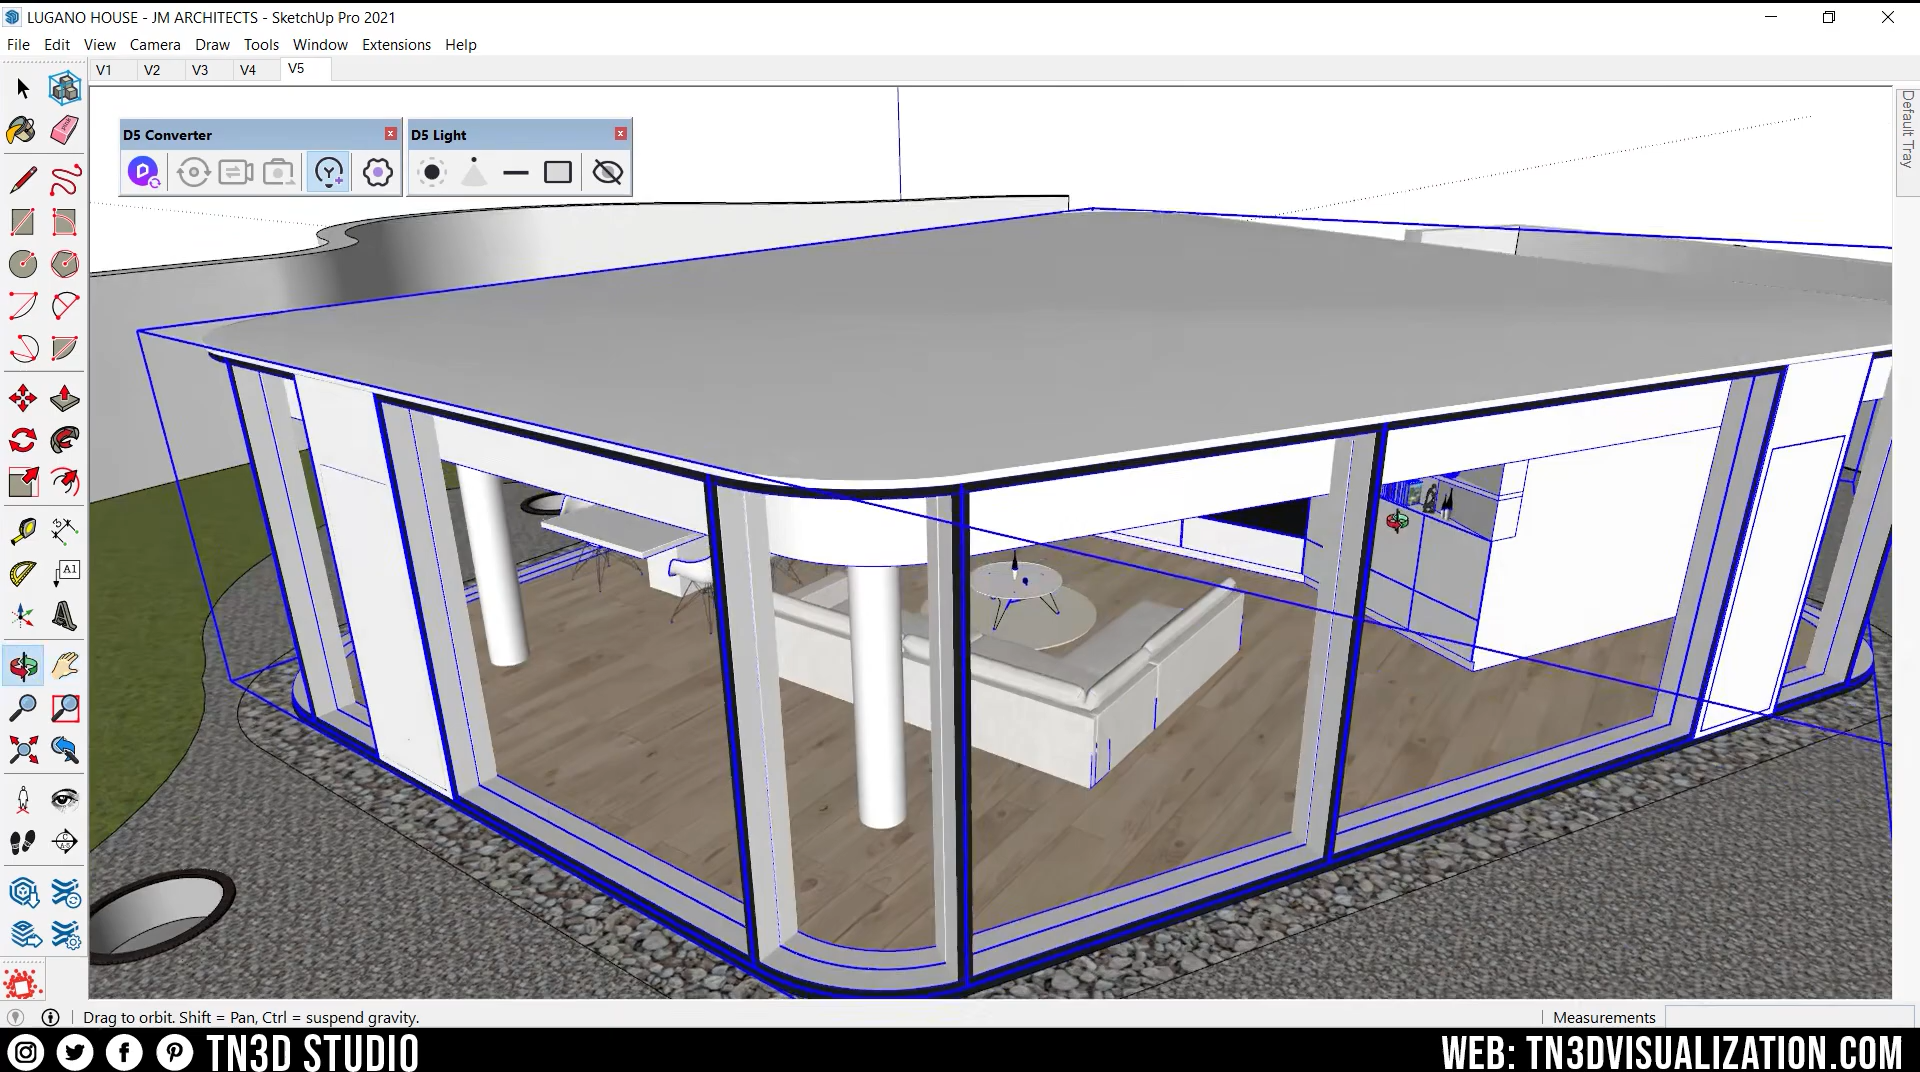 LUGANO HOUSE - JM ARCHITECTS - SketchUp Pro 2021
File Edit View Camera Draw Tools Window Extensions Help
V1 V2 V3 V4 V5
D5 Converter
D5 Light
Default Tray
A1
Drag to orbit. Shift = Pan, Ctrl = suspend gravity.
Measurements
TN3D STUDIO
WEB: TN3DVISUALIZATION.COM